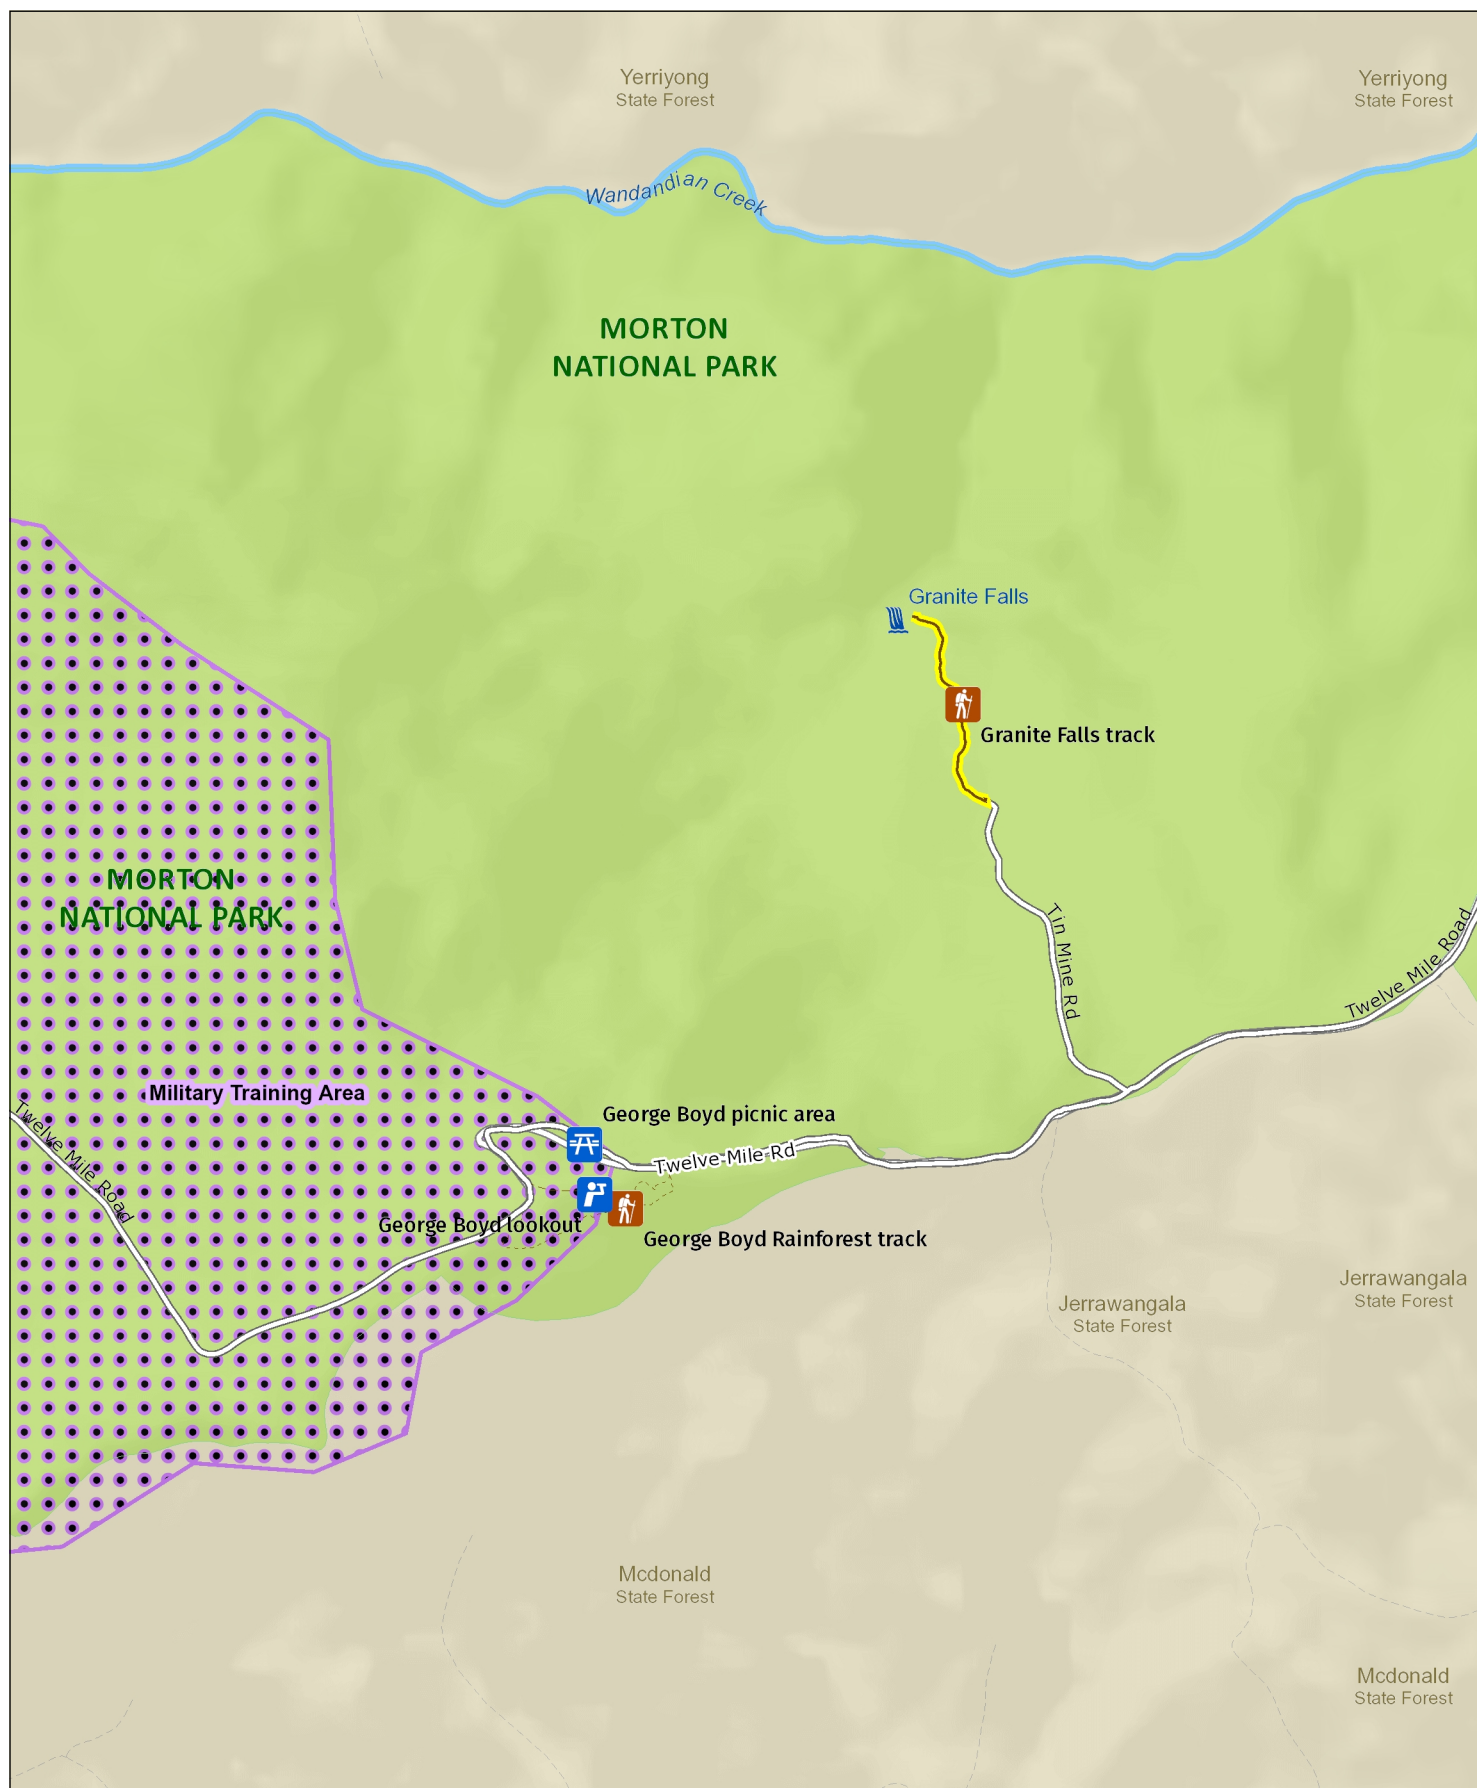 Yerriyong
State Forest
Yerriyong
State Forest
Wandandian Creek
MORTON
NATIONAL PARK
Granite Falls
Granite Falls track
MORTON
NATIONAL PARK
Tin Mine Rd
Twelve Mile Road
Military Training Area
George Boyd picnic area
Twelve Mile Road
Twelve Mile Rd
George Boyd lookout
George Boyd Rainforest track
Jerrawangala
State Forest
Jerrawangala
State Forest
Mcdonald
State Forest
Mcdonald
State Forest